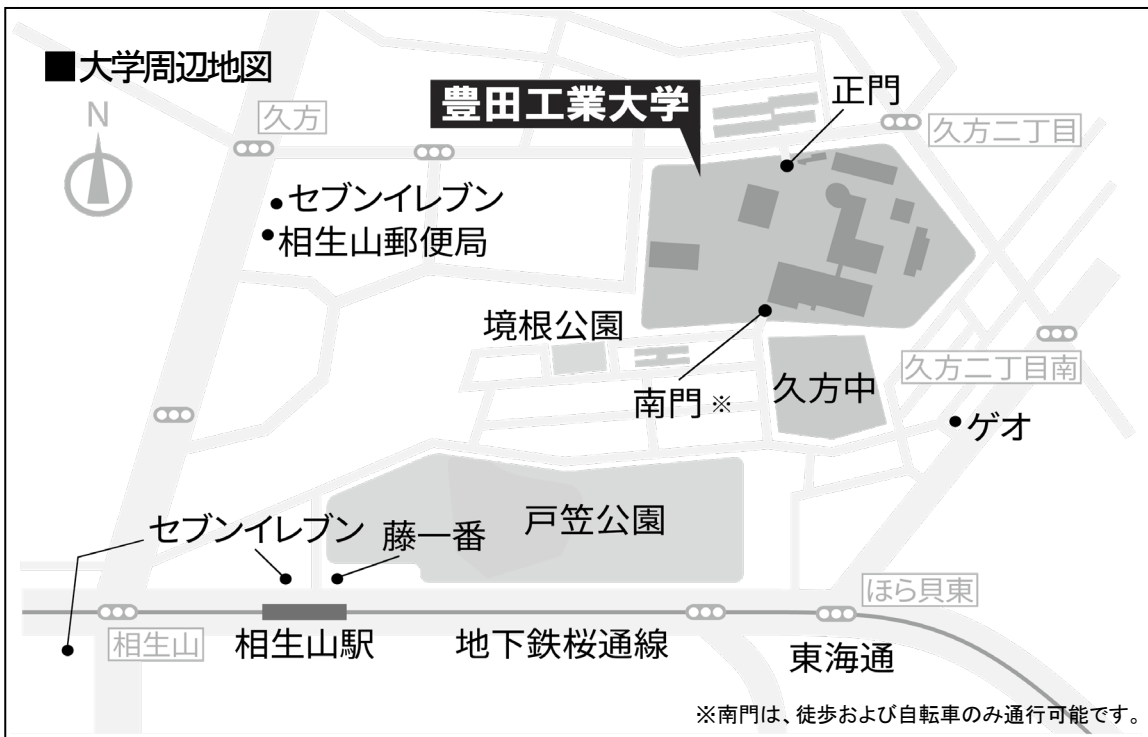 ■大学周辺地図
N
久方
豊田工業大学
正門
久方二丁目
セブンイレブン
相生山郵便局
境根公園
南門※
久方中
久方二丁目南
ゲオ
セブンイレブン
藤一番
戸笠公園
ほら貝東
相生山
相生山駅
地下鉄桜通線
東海通
※南門は、徒歩および自転車のみ通行可能です。